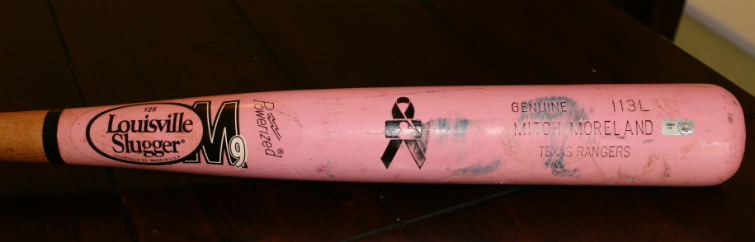 125
Louisville
Slugger®
M9
Powerized®
GENUINE 113L
MITCH MORELAND
TEXAS RANGERS